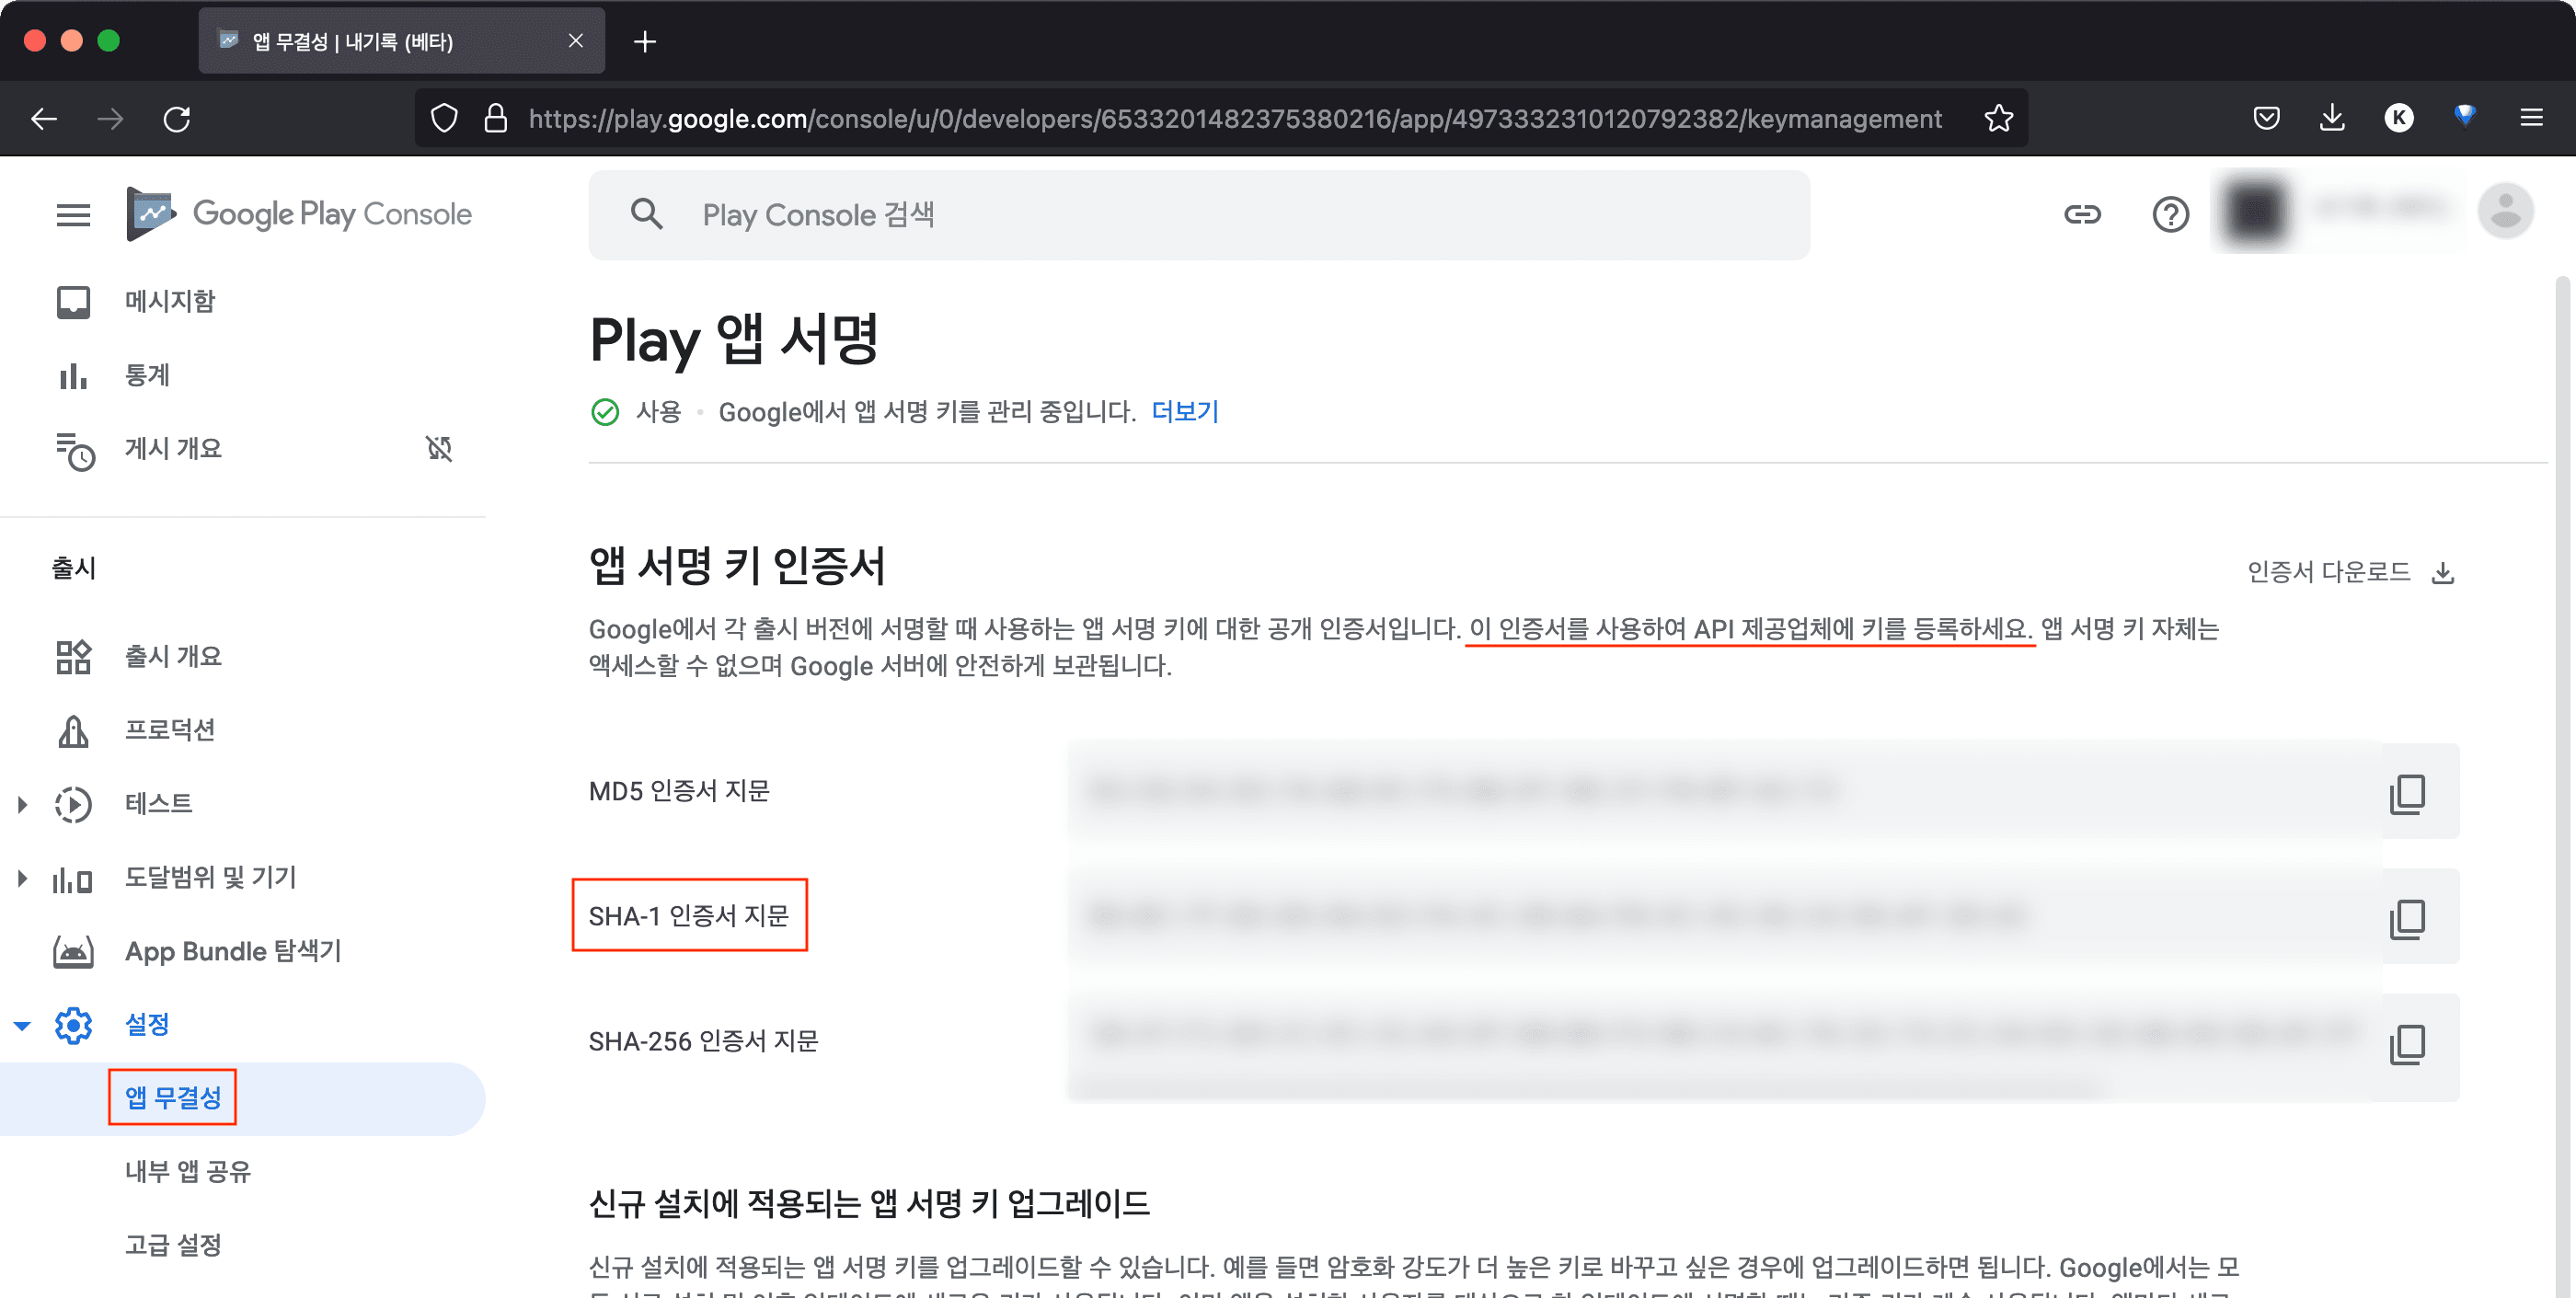 앱 무결성 | 내기록 (베타)
https://play.google.com/console/u/0/developers/6533201482375380216/app/4973332310120792382/keymanagement
K
Google Play Console
Play Console 검색
메시지함
통계
게시 개요
출시
출시 개요
프로덕션
테스트
도달범위 및 기기
App Bundle 탐색기
설정
앱 무결성
내부 앱 공유
고급 설정
Play 앱 서명
사용 • Google에서 앱 서명 키를 관리 중입니다. 더보기
앱 서명 키 인증서
인증서 다운로드
Google에서 각 출시 버전에 서명할 때 사용하는 앱 서명 키에 대한 공개 인증서입니다. 이 인증서를 사용하여 API 제공업체에 키를 등록하세요. 앱 서명 키 자체는
액세스할 수 없으며 Google 서버에 안전하게 보관됩니다.
MD5 인증서 지문
SHA-1 인증서 지문
SHA-256 인증서 지문
신규 설치에 적용되는 앱 서명 키 업그레이드
신규 설치에 적용되는 앱 서명 키를 업그레이드할 수 있습니다. 예를 들면 암호화 강도가 더 높은 키로 바꾸고 싶은 경우에 업그레이드하면 됩니다. Google에서는 모